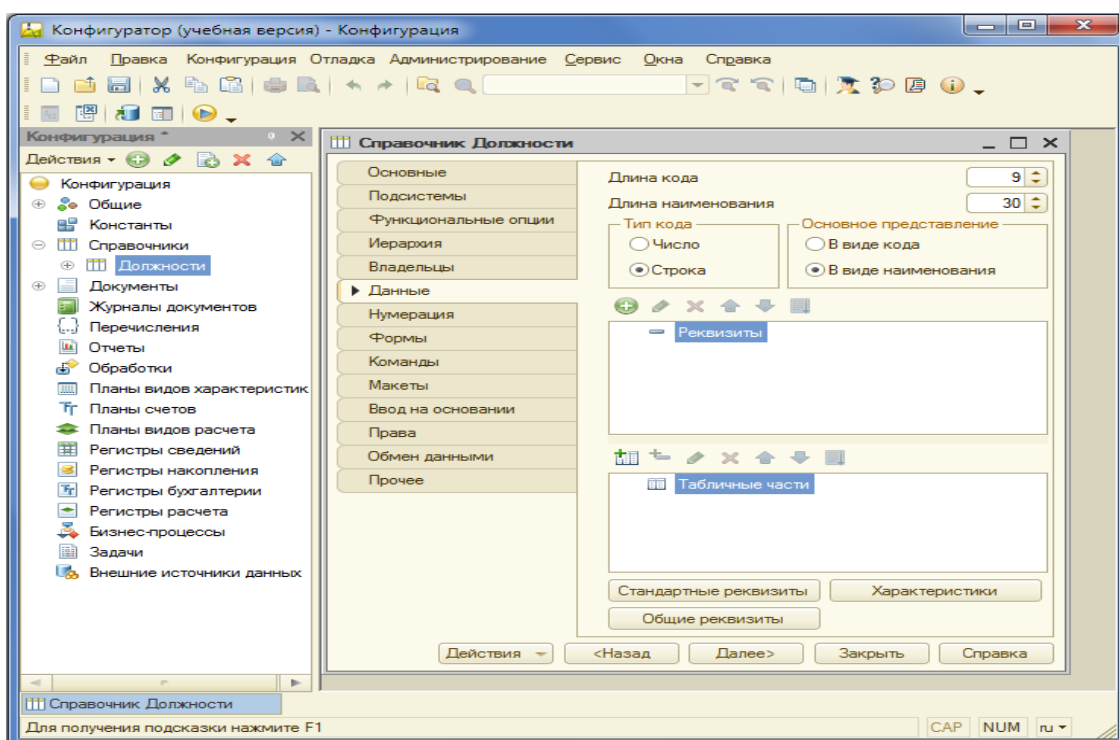 Конфигуратор (учебная версия) - Конфигурация
Файл Правка Конфигурация Отладка Администрирование Сервис Окна Справка
Конфигурация *
Действия
Конфигурация
Общие
Константы
Справочники
Должности
Документы
Журналы документов
Перечисления
Отчеты
Обработки
Планы видов характеристик
Планы счетов
Планы видов расчета
Регистры сведений
Регистры накопления
Регистры бухгалтерии
Регистры расчета
Бизнес-процессы
Задачи
Внешние источники данных
Справочник Должности
Основные
Подсистемы
Функциональные опции
Иерархия
Владельцы
Данные
Нумерация
Формы
Команды
Макеты
Ввод на основании
Права
Обмен данными
Прочее
Длина кода 9
Длина наименования 30
Тип кода
Число
Строка
Основное представление
В виде кода
В виде наименования
Реквизиты
Табличные части
Стандартные реквизиты Характеристики
Общие реквизиты
Действия <Назад Далее> Закрыть Справка
Справочник Должности
Для получения подсказки нажмите F1 CAP NUM ru